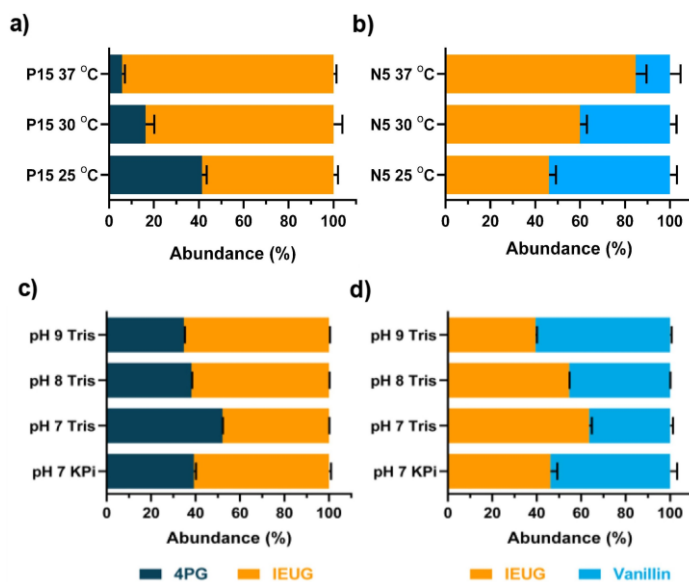 a)
P15 37 °C
P15 30 °C
P15 25 °C
0 20 40 60 80 100
Abundance (%)
b)
N5 37 °C
N5 30 °C
N5 25 °C
0 20 40 60 80 100
Abundance (%)
c)
pH 9 Tris
pH 8 Tris
pH 7 Tris
pH 7 KPi
0 20 40 60 80 100
Abundance (%)
4PG IEUG
d)
pH 9 Tris
pH 8 Tris
pH 7 Tris
pH 7 KPi
0 20 40 60 80 100
Abundance (%)
IEUG Vanillin